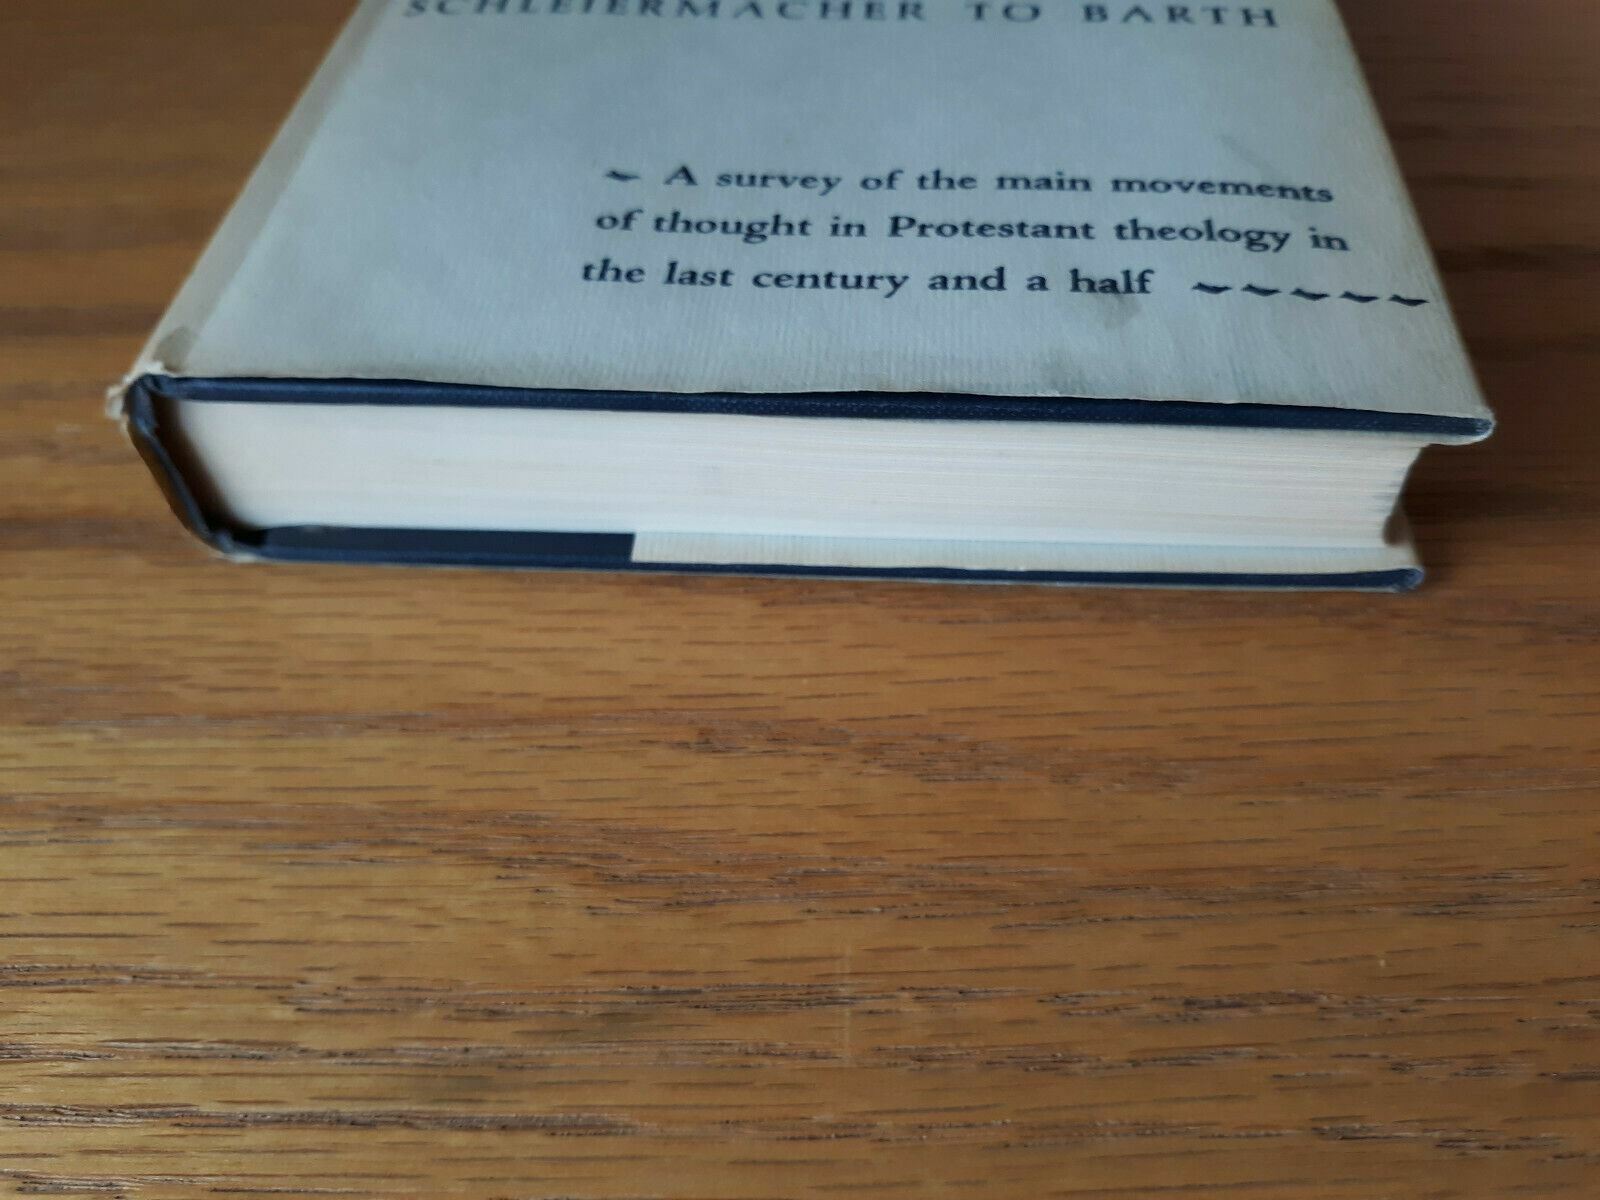 SCHLEIERMACHER TO BARTH
~ A survey of the main movements
of thought in Protestant theology in
the last century and a half ~~~~~